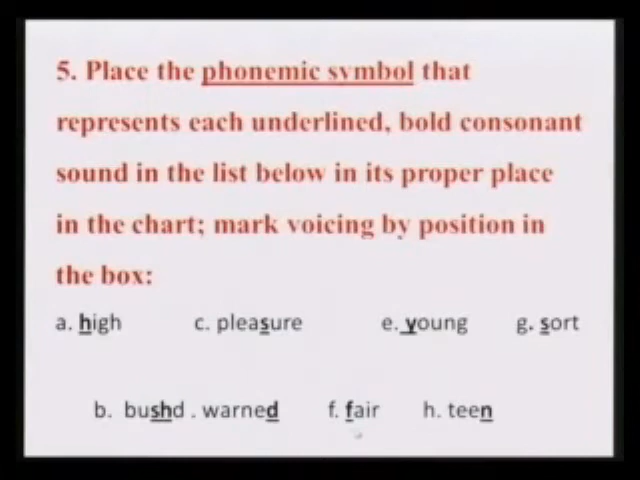 5. Place the phonemic symbol that
represents each underlined, bold consonant
sound in the list below in its proper place
in the chart; mark voicing by position in
the box:
a. high c. pleasure e. young g. sort
b. bushd . warned f. fair h. teen